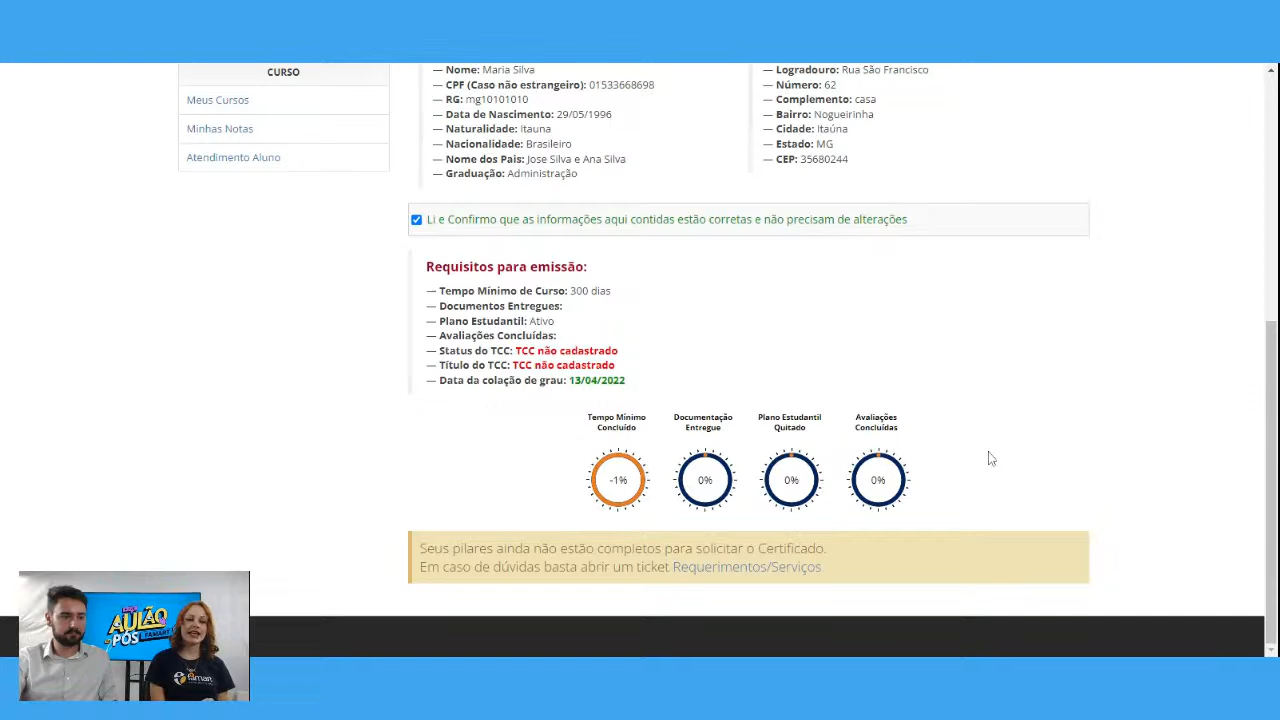 CURSO
Meus Cursos
Minhas Notas
Atendimento Aluno
— Nome: Maria Silva
— CPF (Caso não estrangeiro): 01533668698
— RG: mg10101010
— Data de Nascimento: 29/05/1996
— Naturalidade: Itauna
— Nacionalidade: Brasileiro
— Nome dos Pais: Jose Silva e Ana Silva
— Graduação: Administração
— Logradouro: Rua São Francisco
— Número: 62
— Complemento: casa
— Bairro: Nogueirinha
— Cidade: Itaúna
— Estado: MG
— CEP: 35680244
Li e Confirmo que as informações aqui contidas estão corretas e não precisam de alterações
Requisitos para emissão:
— Tempo Mínimo de Curso: 300 dias
— Documentos Entregues:
— Plano Estudantil: Ativo
— Avaliações Concluídas:
— Status do TCC: TCC não cadastrado
— Título do TCC: TCC não cadastrado
— Data da colação de grau: 13/04/2022
Tempo Mínimo
Concluído
-1%
Documentação
Entregue
0%
Plano Estudantil
Quitado
0%
Avaliações
Concluídas
0%
Seus pilares ainda não estão completos para solicitar o Certificado.
Em caso de dúvidas basta abrir um ticket Requerimentos/Serviços
AULÃO
PÓS
famart